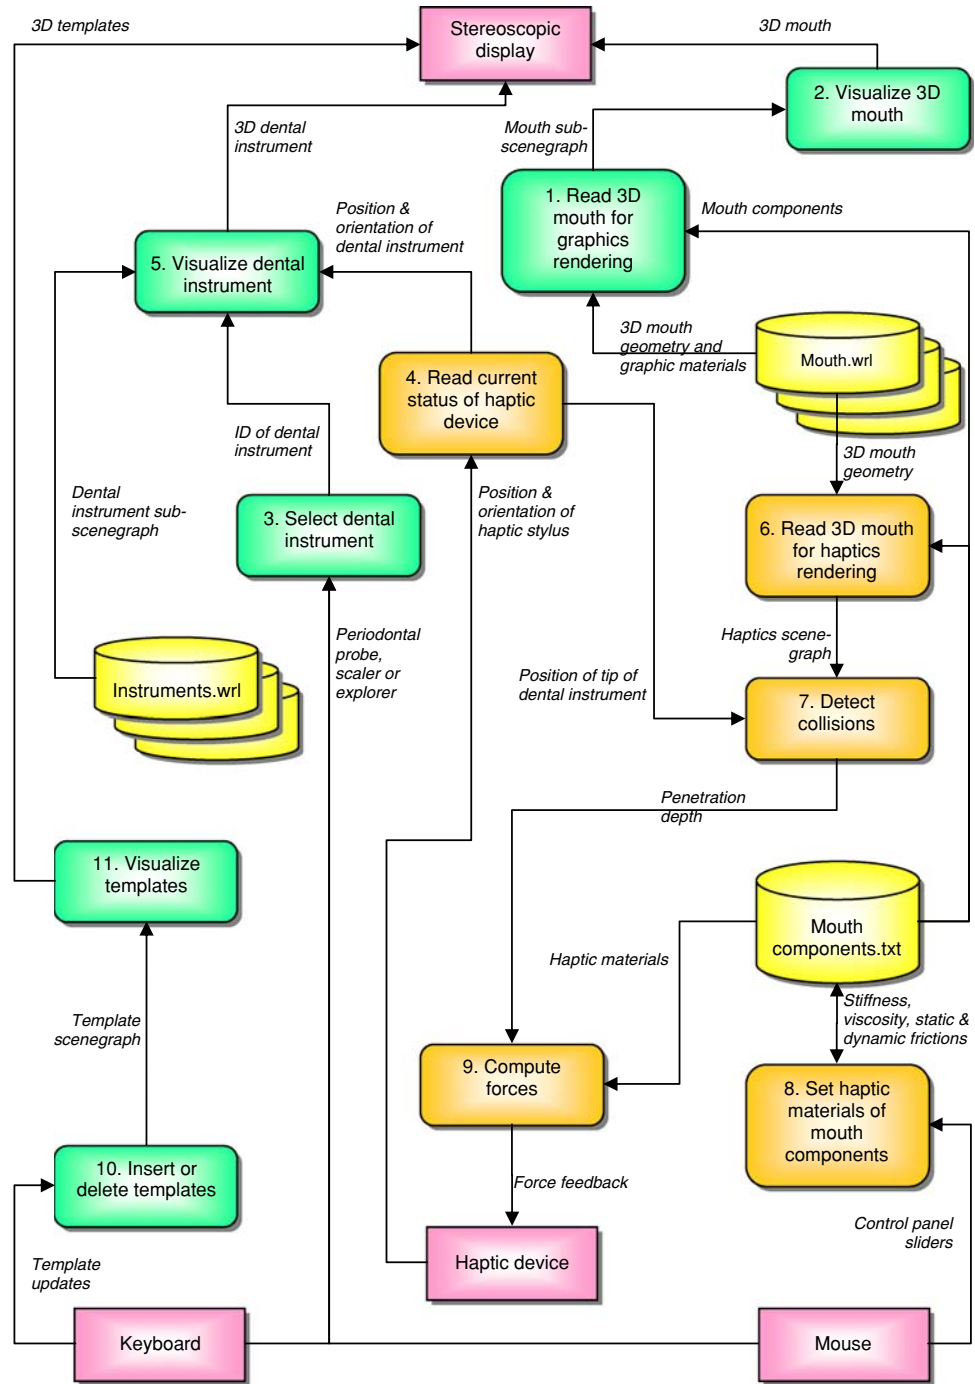 3D templates
Stereoscopic
display
3D mouth
2. Visualize 3D
mouth
3D dental
instrument
Mouth sub-
scenegraph
1. Read 3D
mouth for
graphics
rendering
Mouth components
Position &
orientation of
dental instrument
5. Visualize dental
instrument
3D mouth
geometry and
graphic materials
Mouth.wrl
4. Read current
status of haptic
device
ID of dental
instrument
3D mouth
geometry
Dental
instrument sub-
scenegraph
3. Select dental
instrument
Position &
orientation of
haptic stylus
6. Read 3D mouth
for haptics
rendering
Periodontal
probe,
scaler or
explorer
Haptics scene-
graph
Instruments.wrl
Position of tip of
dental instrument
7. Detect
collisions
Penetration
depth
11. Visualize
templates
Mouth
components.txt
Haptic materials
Stiffness,
viscosity, static &
dynamic frictions
Template
scenegraph
9. Compute
forces
8. Set haptic
materials of
mouth
components
10. Insert or
delete templates
Force feedback
Control panel
sliders
Haptic device
Template
updates
Keyboard
Mouse